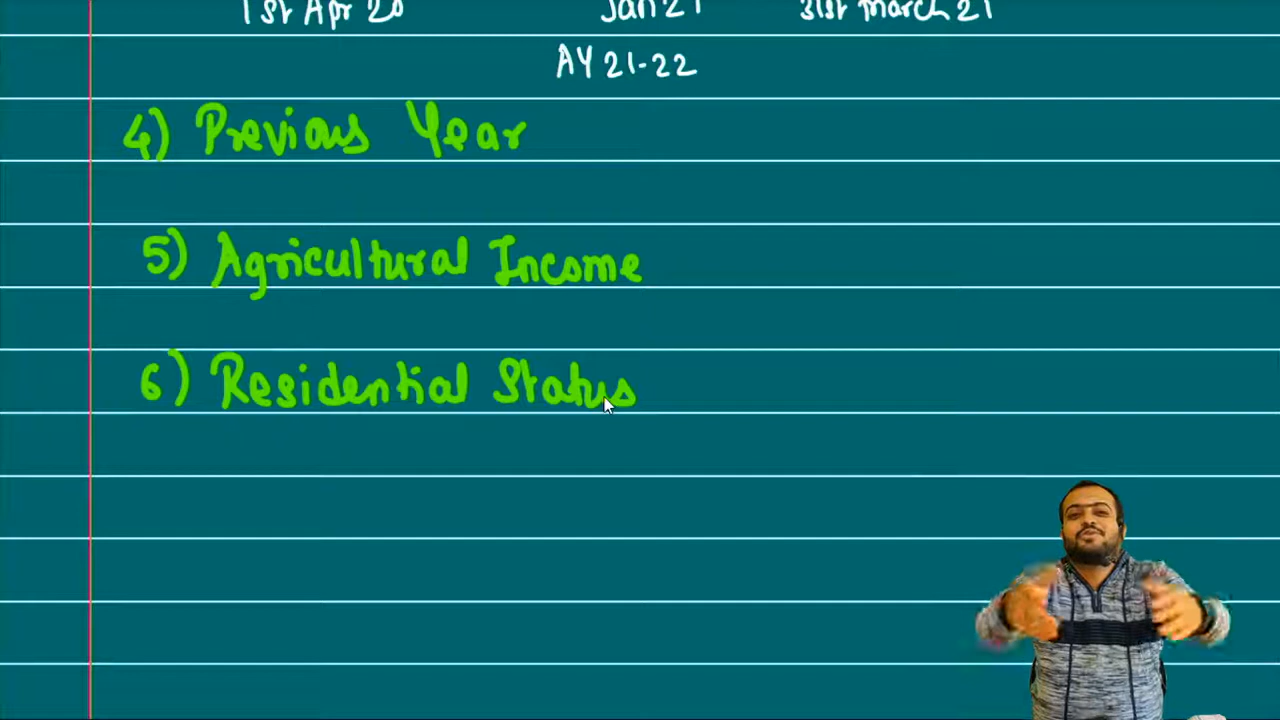 1st Apr 20 Jan 21 31st march 21
AY 21-22
4) Previous Year
5) Agricultural Income
6) Residential Status